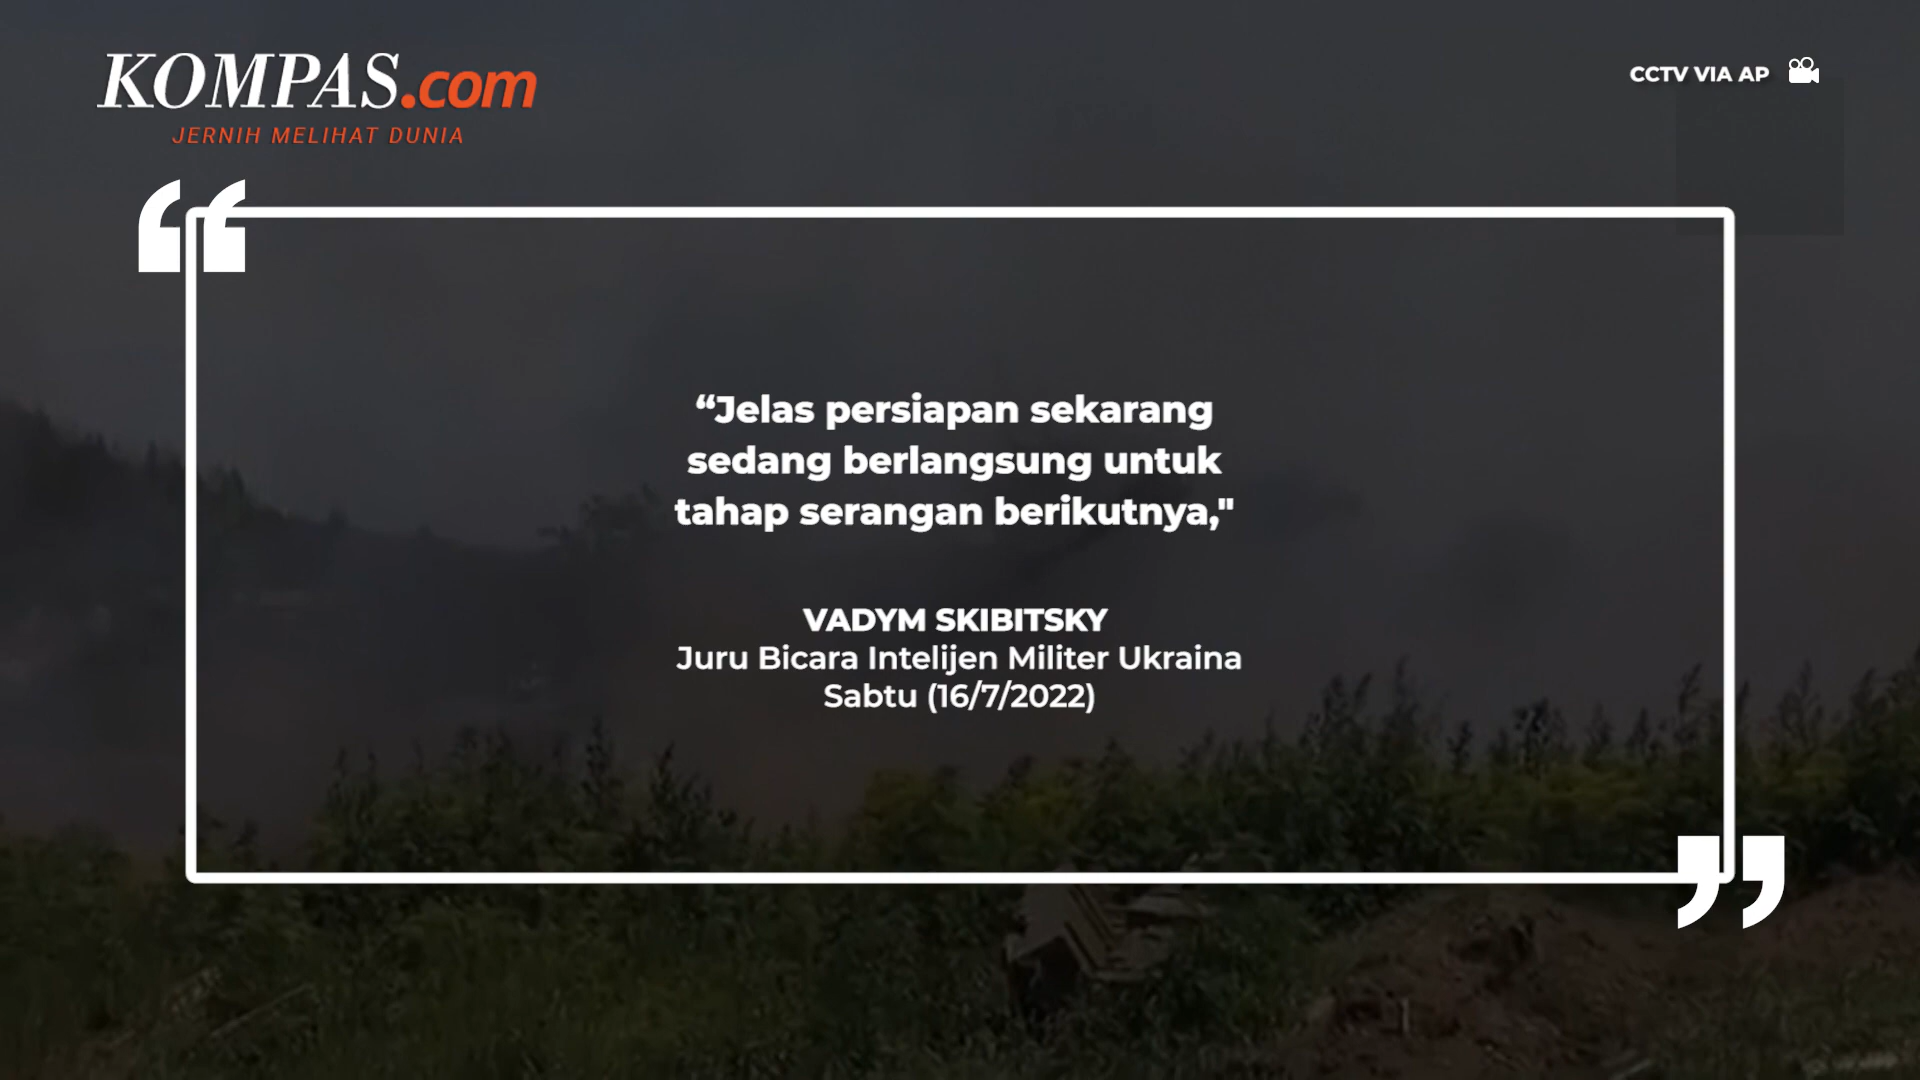 KOMPAS.com
JERNIH MELIHAT DUNIA
CCTV VIA AP
“Jelas persiapan sekarang
sedang berlangsung untuk
tahap serangan berikutnya,"
VADYM SKIBITSKY
Juru Bicara Intelijen Militer Ukraina
Sabtu (16/7/2022)